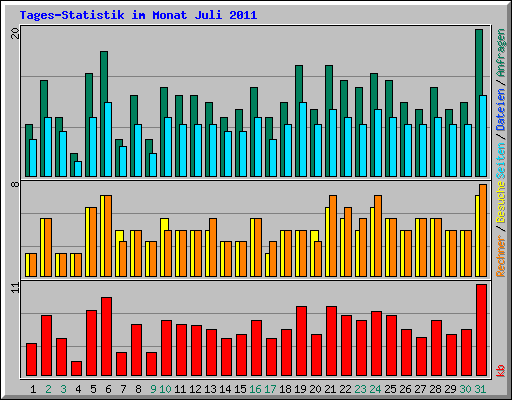 Tages-Statistik im Monat Juli 2011
20
8
11
Rechner / Besuche Seiten / Dateien / Anfragen
kb
1 2 3 4 5 6 7 8 9 10 11 12 13 14 15 16 17 18 19 20 21 22 23 24 25 26 27 28 29 30 31